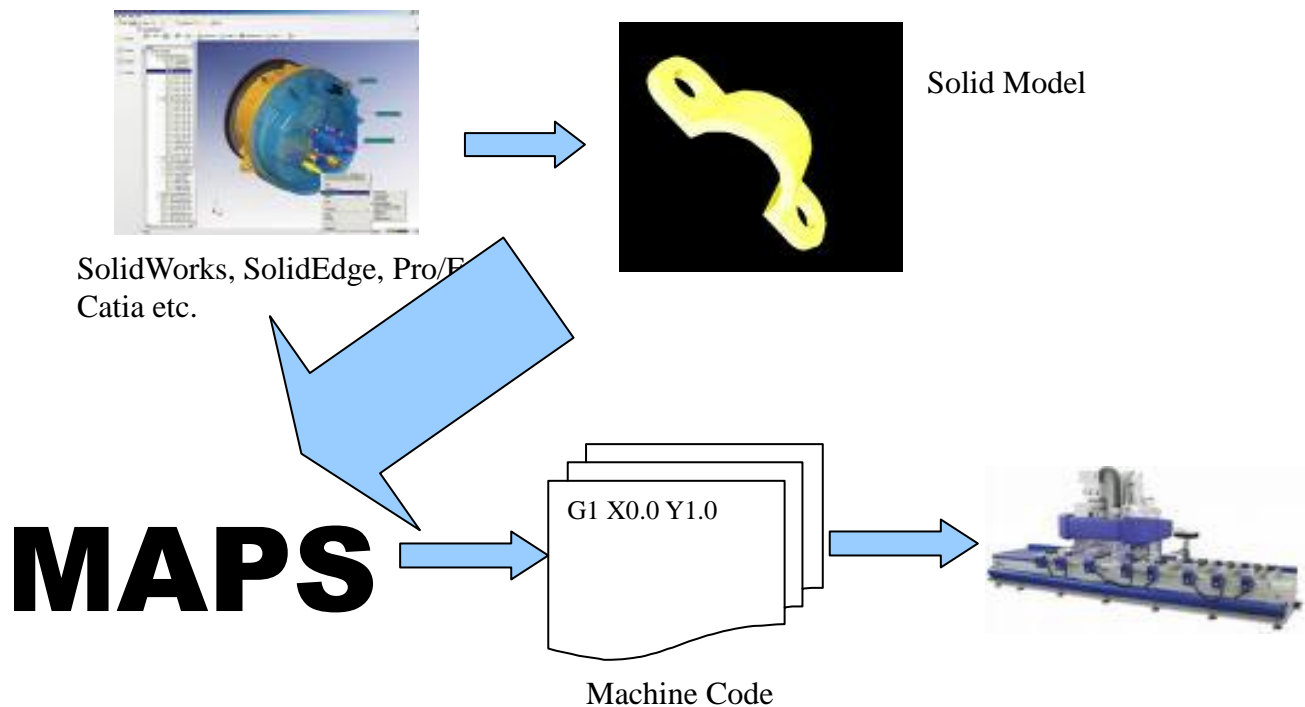 Solid Model
SolidWorks, SolidEdge, Pro/E
Catia etc.
MAPS
G1 X0.0 Y1.0
Machine Code